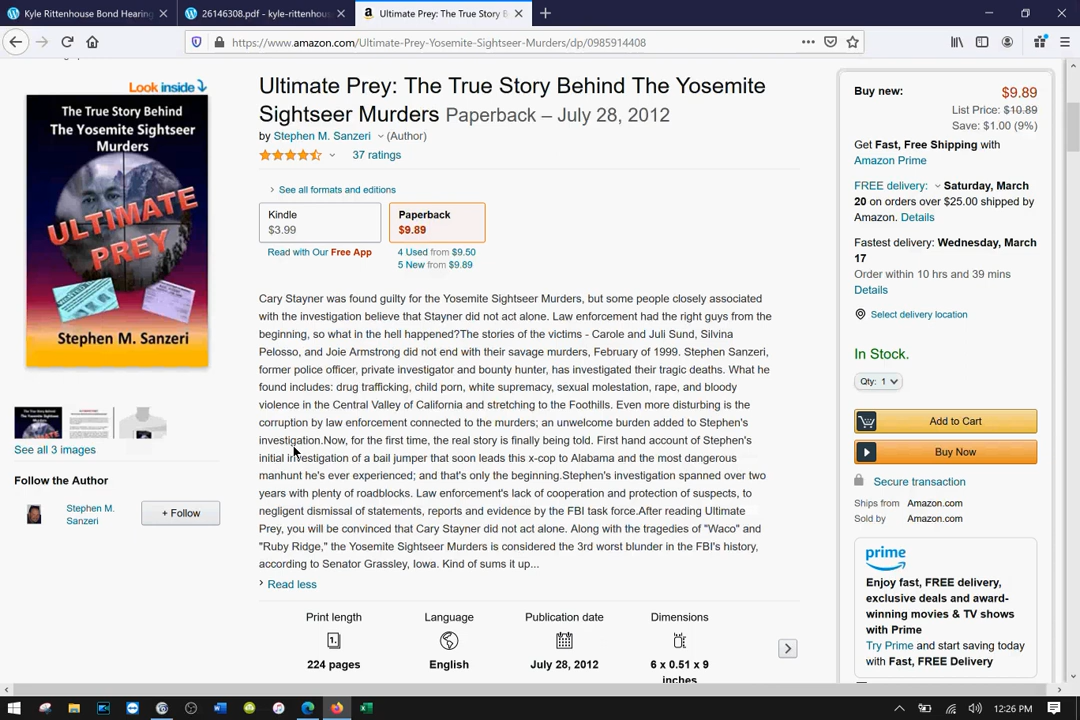 Kyle Rittenhouse Bond Hearing
26146308.pdf - kyle-rittenhous
Ultimate Prey: The True Story B
https://www.amazon.com/Ultimate-Prey-Yosemite-Sightseer-Murders/dp/0985914408
Look inside
The True Story Behind
The Yosemite Sightseer
Murders
ULTIMATE
PREY
Stephen M. Sanzeri
See all 3 images
Follow the Author
Stephen M.
Sanzeri
+ Follow
Ultimate Prey: The True Story Behind The Yosemite
Sightseer Murders Paperback – July 28, 2012
by Stephen M. Sanzeri (Author)
37 ratings
See all formats and editions
Kindle
$3.99
Read with Our Free App
Paperback
$9.89
4 Used from $9.50
5 New from $9.89
Cary Stayner was found guilty for the Yosemite Sightseer Murders, but some people closely associated
with the investigation believe that Stayner did not act alone. Law enforcement had the right guys from the
beginning, so what in the hell happened?The stories of the victims - Carole and Juli Sund, Silvina
Pelosso, and Joie Armstrong did not end with their savage murders, February of 1999. Stephen Sanzeri,
former police officer, private investigator and bounty hunter, has investigated their tragic deaths. What he
found includes: drug trafficking, child porn, white supremacy, sexual molestation, rape, and bloody
violence in the Central Valley of California and stretching to the Foothills. Even more disturbing is the
corruption by law enforcement connected to the murders; an unwelcome burden added to Stephen's
investigation.Now, for the first time, the real story is finally being told. First hand account of Stephen's
initial investigation of a bail jumper that soon leads this x-cop to Alabama and the most dangerous
manhunt he's ever experienced; and that's only the beginning.Stephen's investigation spanned over two
years with plenty of roadblocks. Law enforcement's lack of cooperation and protection of suspects, to
negligent dismissal of statements, reports and evidence by the FBI task force.After reading Ultimate
Prey, you will be convinced that Cary Stayner did not act alone. Along with the tragedies of "Waco" and
"Ruby Ridge," the Yosemite Sightseer Murders is considered the 3rd worst blunder in the FBI's history,
according to Senator Grassley, Iowa. Kind of sums it up...
Read less
Print length
224 pages
Language
English
Publication date
July 28, 2012
Dimensions
6 x 0.51 x 9
inches
Buy new:
$9.89
List Price: $10.89
Save: $1.00 (9%)
Get Fast, Free Shipping with
Amazon Prime
FREE delivery: Saturday, March
20 on orders over $25.00 shipped by
Amazon. Details
Fastest delivery: Wednesday, March
17
Order within 10 hrs and 39 mins
Details
Select delivery location
In Stock.
Qty: 1
Add to Cart
Buy Now
Secure transaction
Ships from Amazon.com
Sold by Amazon.com
prime
Enjoy fast, FREE delivery,
exclusive deals and award-
winning movies & TV shows
with Prime
Try Prime and start saving today
with Fast, FREE Delivery
12:26 PM